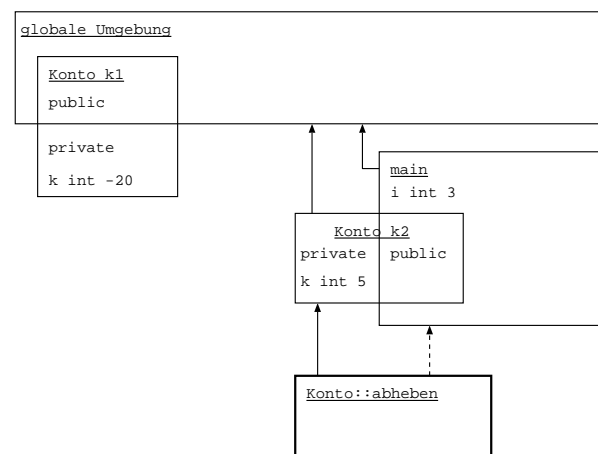 globale Umgebung
Konto k1
public
private
k int -20
main
i int 3
Konto k2
private public
k int 5
Konto::abheben